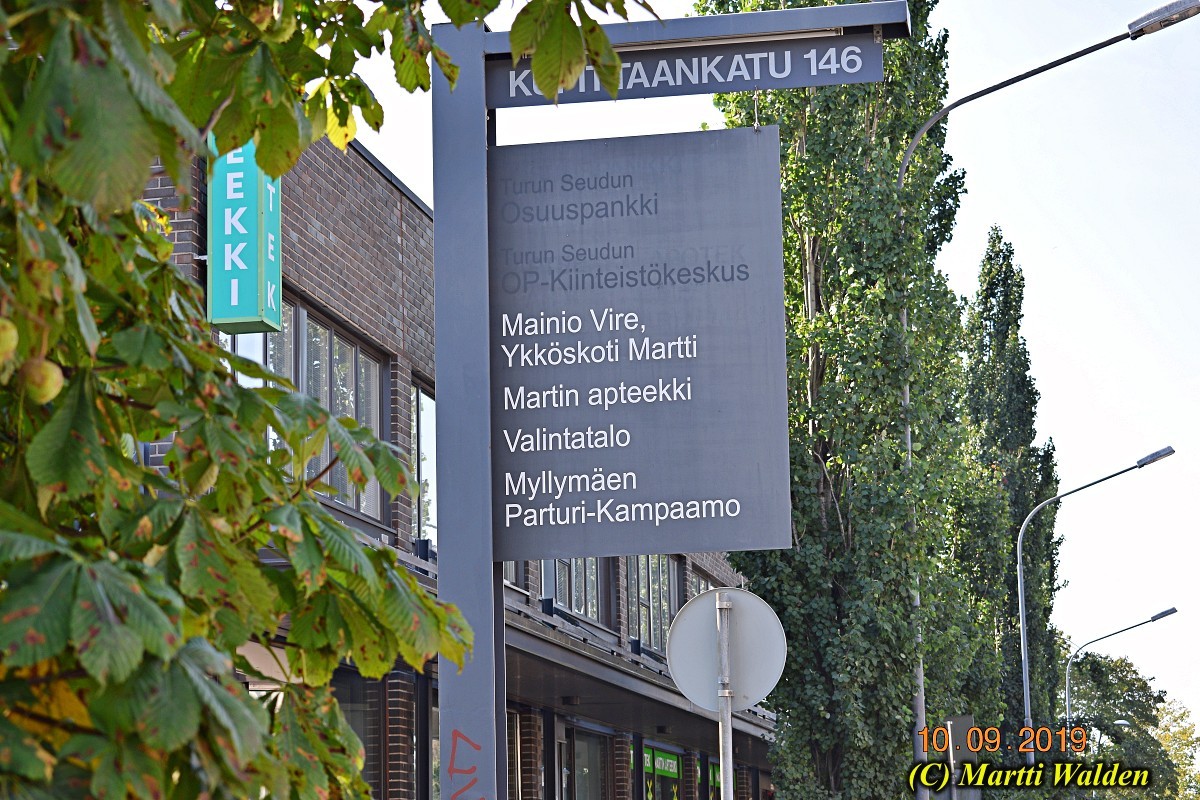 146
Turun Seudun
Osuuspankki
Turun Seudun
OP-Kiinteistökeskus
Mainio Vire,
Ykköskoti Martti
Martin apteekki
Valintatalo
Myllymäen
Parturi-Kampaamo
10.09.2019
(C) Martti Walden